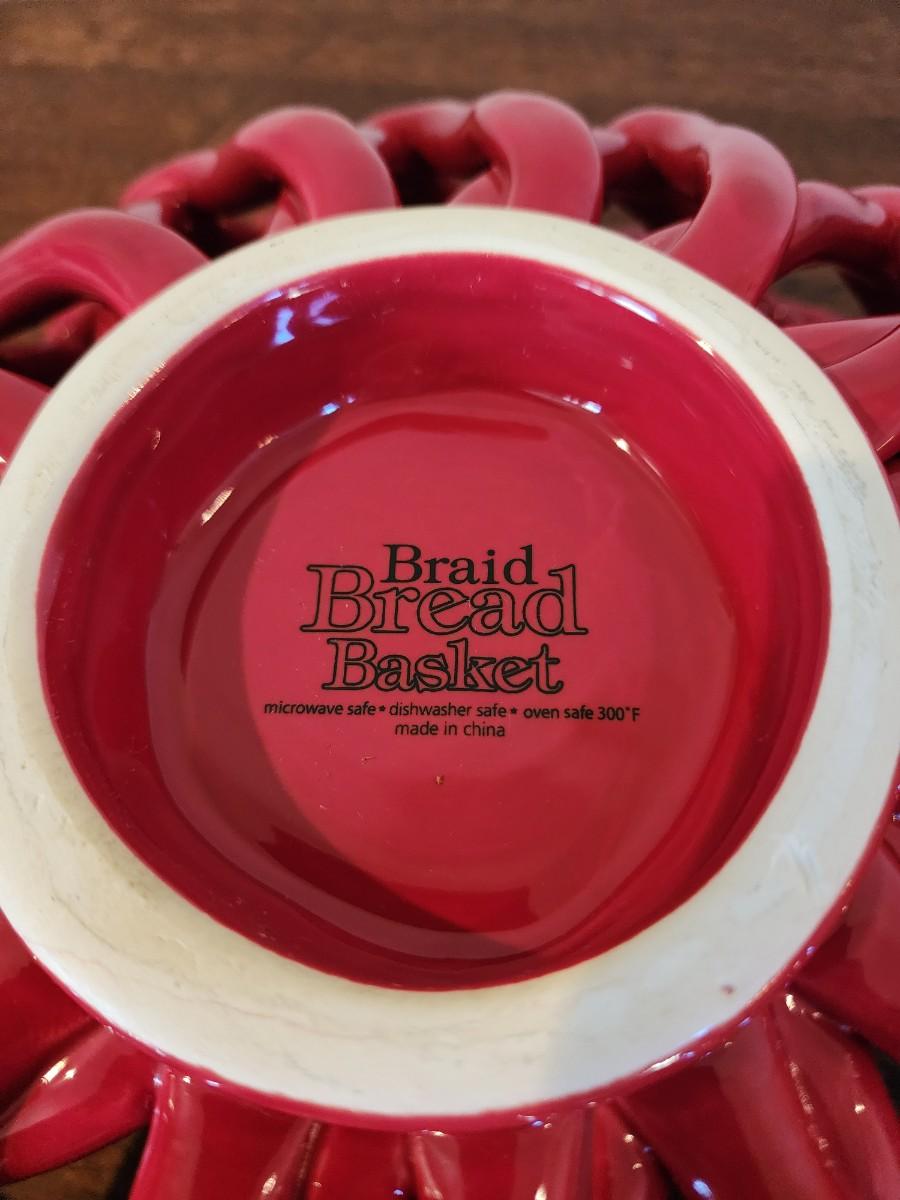 Braid
Bread
Basket
microwave safe * dishwasher safe * oven safe 300°F
made in china